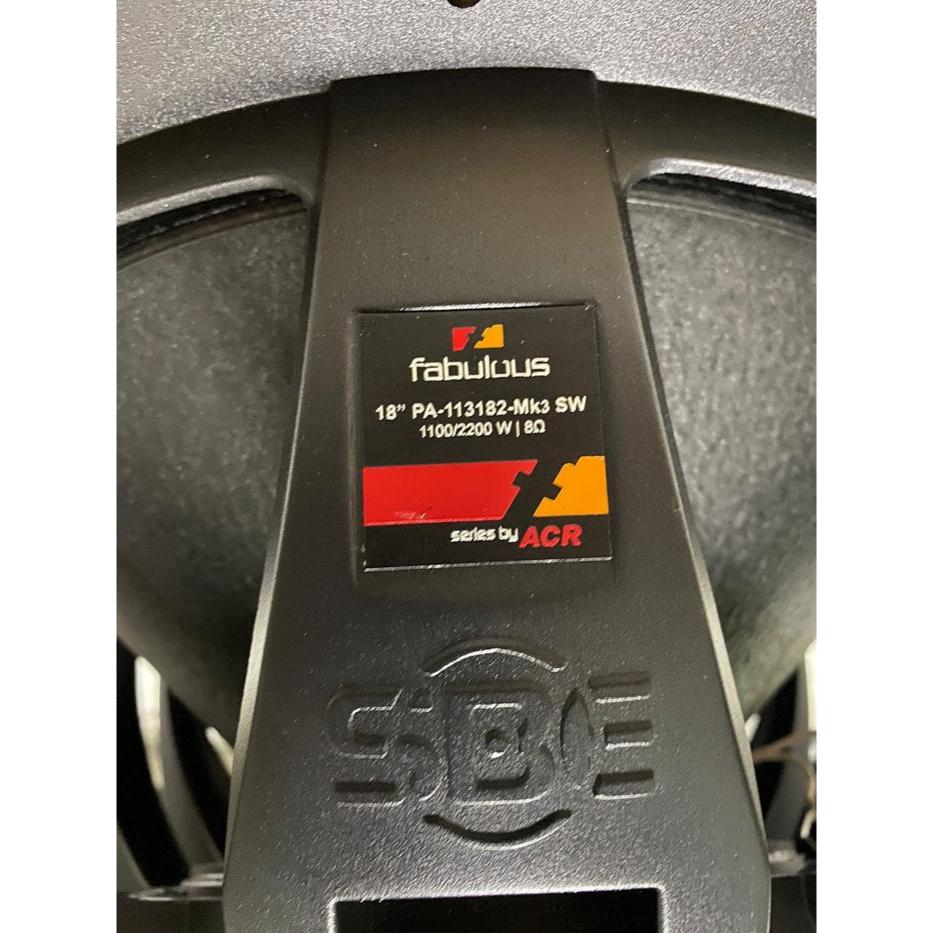 fabulous
18” PA-113182-Mk3 SW
1100/2200 W | 8Ω
series by ACR
SBE